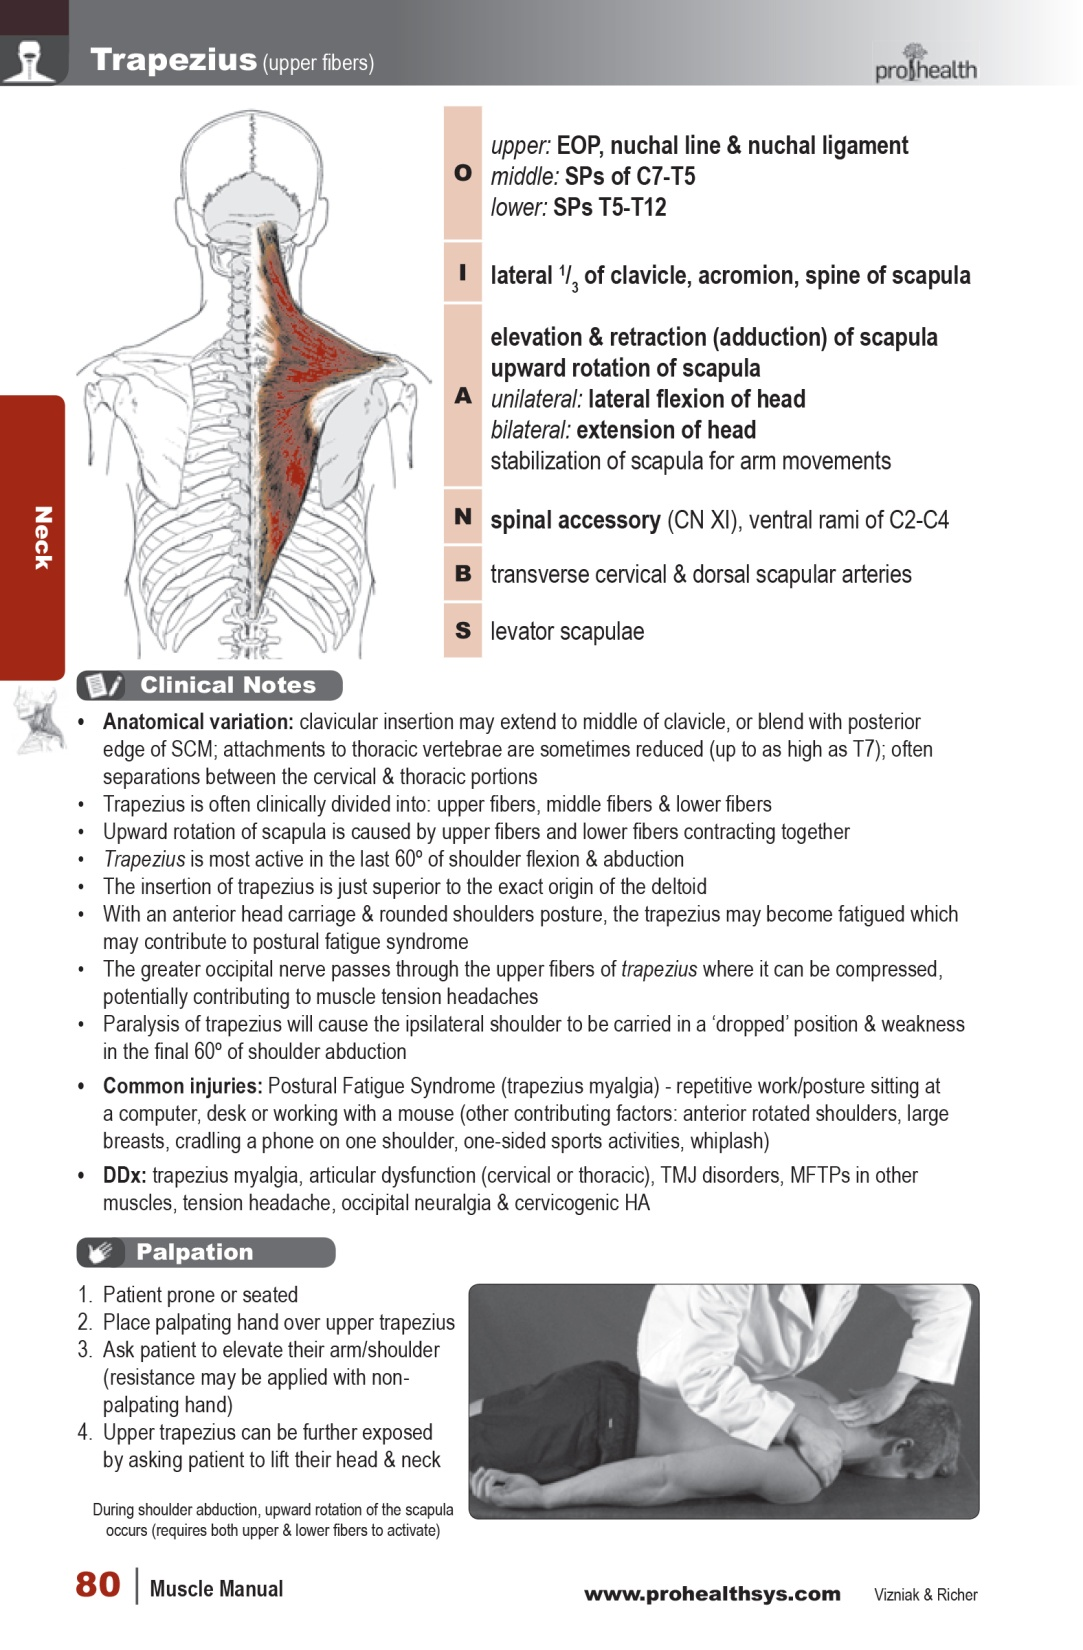 Trapezius (upper fibers)
prohealth
O
upper: EOP, nuchal line & nuchal ligament
middle: SPs of C7-T5
lower: SPs T5-T12
I
lateral 1/3 of clavicle, acromion, spine of scapula
A
elevation & retraction (adduction) of scapula
upward rotation of scapula
unilateral: lateral flexion of head
bilateral: extension of head
stabilization of scapula for arm movements
N
spinal accessory (CN XI), ventral rami of C2-C4
B
transverse cervical & dorsal scapular arteries
S
levator scapulae
Neck
Clinical Notes
• Anatomical variation: clavicular insertion may extend to middle of clavicle, or blend with posterior
edge of SCM; attachments to thoracic vertebrae are sometimes reduced (up to as high as T7); often
separations between the cervical & thoracic portions
• Trapezius is often clinically divided into: upper fibers, middle fibers & lower fibers
• Upward rotation of scapula is caused by upper fibers and lower fibers contracting together
• Trapezius is most active in the last 60º of shoulder flexion & abduction
• The insertion of trapezius is just superior to the exact origin of the deltoid
• With an anterior head carriage & rounded shoulders posture, the trapezius may become fatigued which
may contribute to postural fatigue syndrome
• The greater occipital nerve passes through the upper fibers of trapezius where it can be compressed,
potentially contributing to muscle tension headaches
• Paralysis of trapezius will cause the ipsilateral shoulder to be carried in a ‘dropped’ position & weakness
in the final 60º of shoulder abduction
• Common injuries: Postural Fatigue Syndrome (trapezius myalgia) - repetitive work/posture sitting at
a computer, desk or working with a mouse (other contributing factors: anterior rotated shoulders, large
breasts, cradling a phone on one shoulder, one-sided sports activities, whiplash)
• DDx: trapezius myalgia, articular dysfunction (cervical or thoracic), TMJ disorders, MFTPs in other
muscles, tension headache, occipital neuralgia & cervicogenic HA
Palpation
1. Patient prone or seated
2. Place palpating hand over upper trapezius
3. Ask patient to elevate their arm/shoulder
(resistance may be applied with non-
palpating hand)
4. Upper trapezius can be further exposed
by asking patient to lift their head & neck
During shoulder abduction, upward rotation of the scapula
occurs (requires both upper & lower fibers to activate)
80 | Muscle Manual
www.prohealthsys.com
Vizniak & Richer